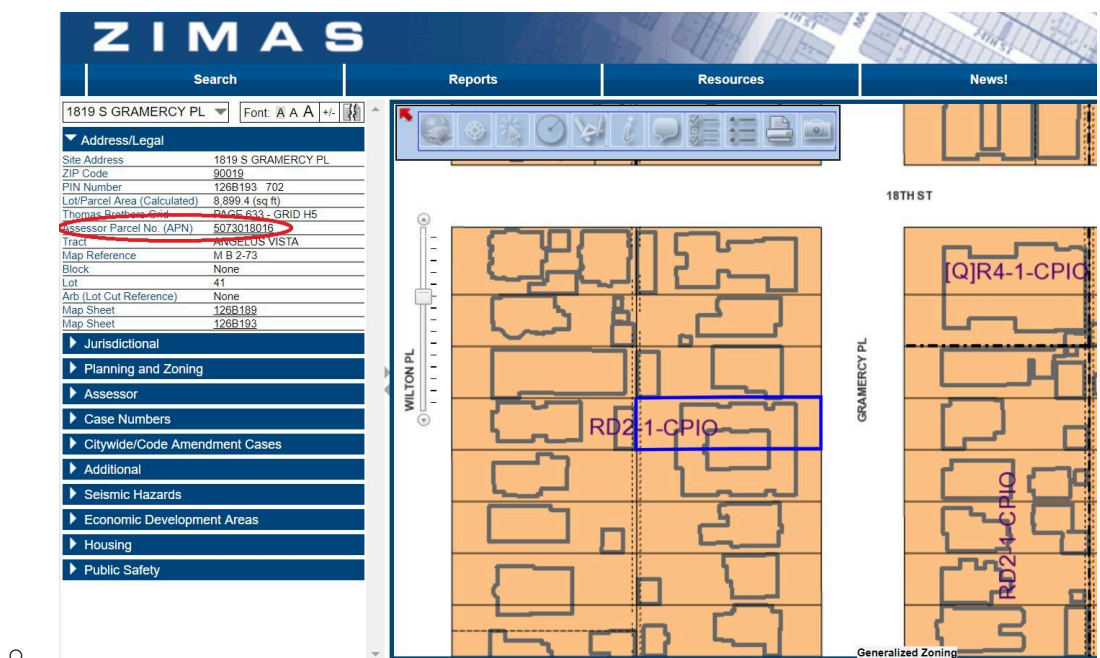 ZIMAS
Search Reports Resources News!
1819 S GRAMERCY PL Font: A A A +/-
Address/Legal
Site Address 1819 S GRAMERCY PL
ZIP Code 90019
PIN Number 126B193 702
Lot/Parcel Area (Calculated) 8,899.4 (sq ft)
Thomas Brothers Grid PAGE 633 - GRID H5
Assessor Parcel No. (APN) 5073018016
Tract ANGELUS VISTA
Map Reference M B 2-73
Block None
Lot 41
Arb (Lot Cut Reference) None
Map Sheet 126B189
Map Sheet 126B193
Jurisdictional
Planning and Zoning
Assessor
Case Numbers
Citywide/Code Amendment Cases
Additional
Seismic Hazards
Economic Development Areas
Housing
Public Safety
18TH ST
[Q]R4-1-CPIO
WILTON PL
GRAMERCY PL
RD2-1-CPIO
RD2-1-CPIO
Generalized Zoning